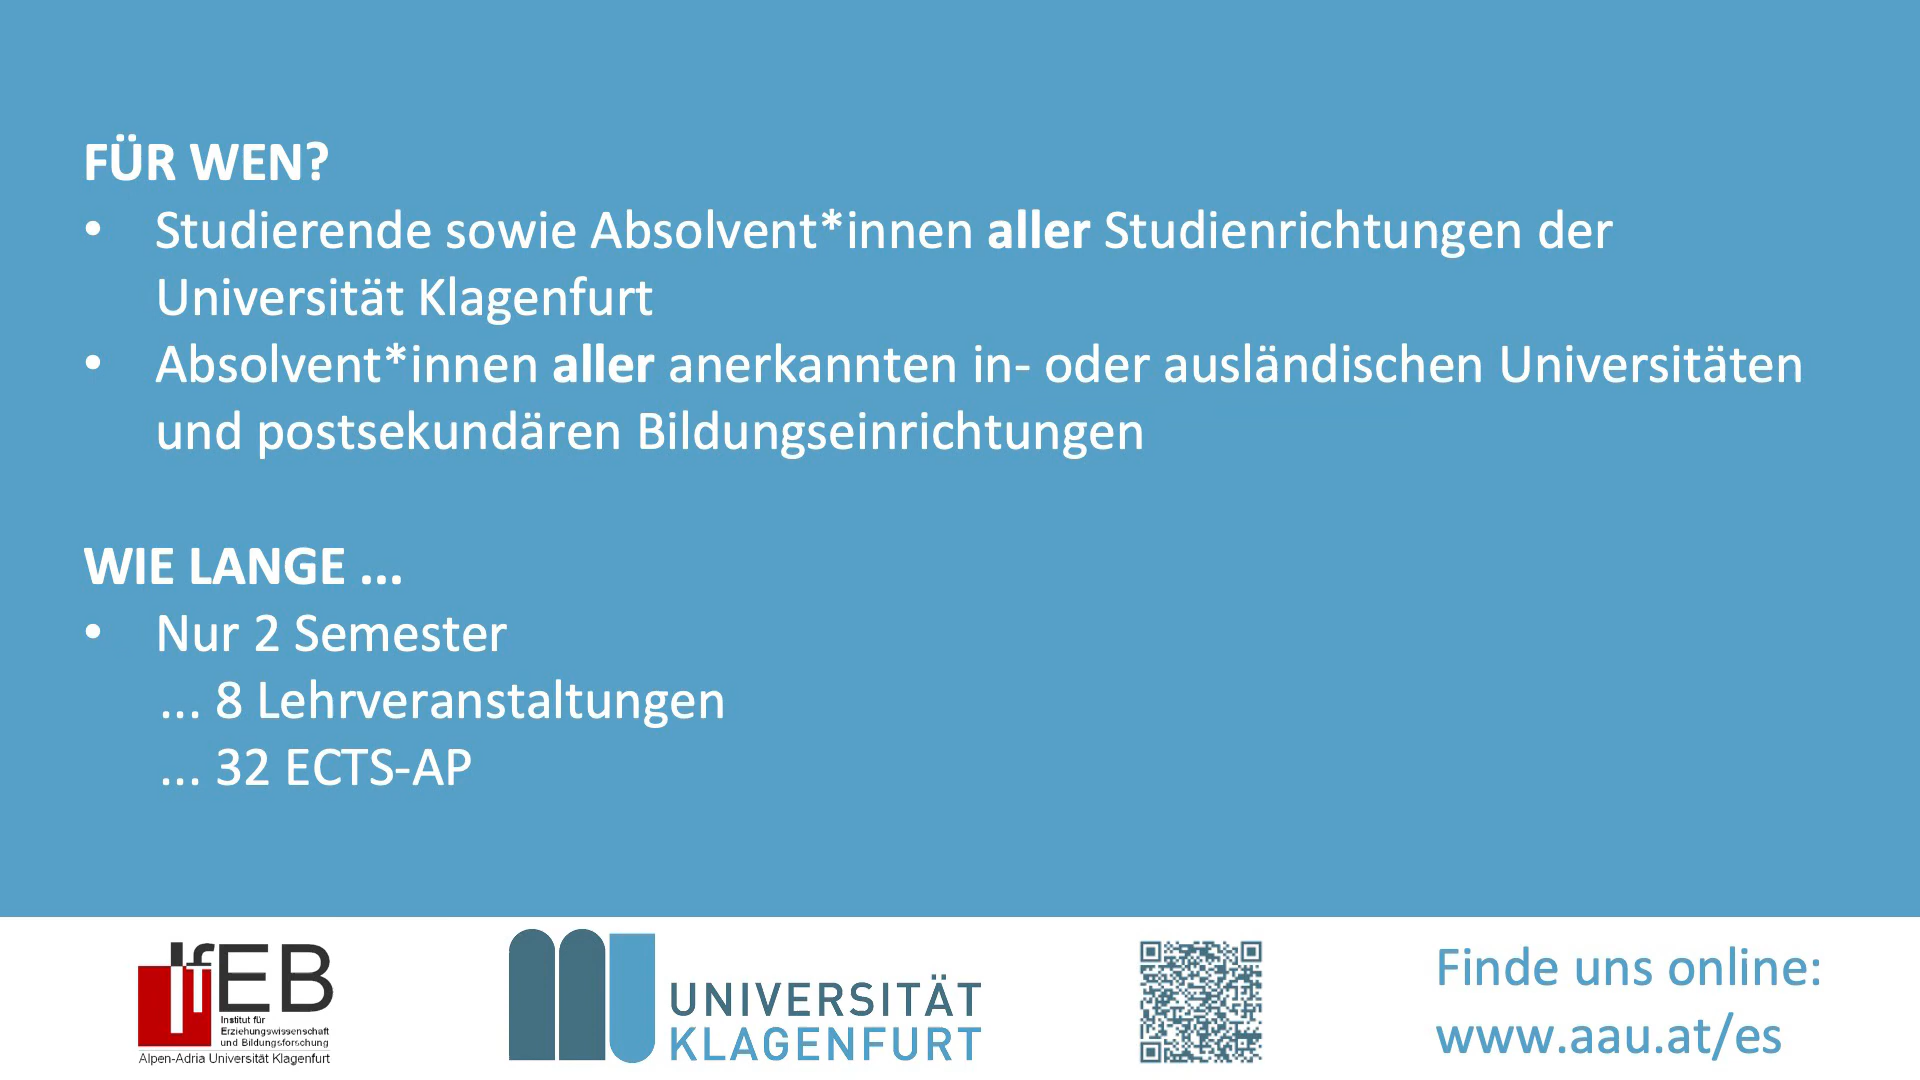 FÜR WEN?
• Studierende sowie Absolvent*innen aller Studienrichtungen der
Universität Klagenfurt
• Absolvent*innen aller anerkannten in- oder ausländischen Universitäten
und postsekundären Bildungseinrichtungen
WIE LANGE ...
• Nur 2 Semester
... 8 Lehrveranstaltungen
... 32 ECTS-AP
IfEB
Institut für
Erziehungswissenschaft
und Bildungsforschung
Alpen-Adria Universität Klagenfurt
UNIVERSITÄT
KLAGENFURT
Finde uns online:
www.aau.at/es